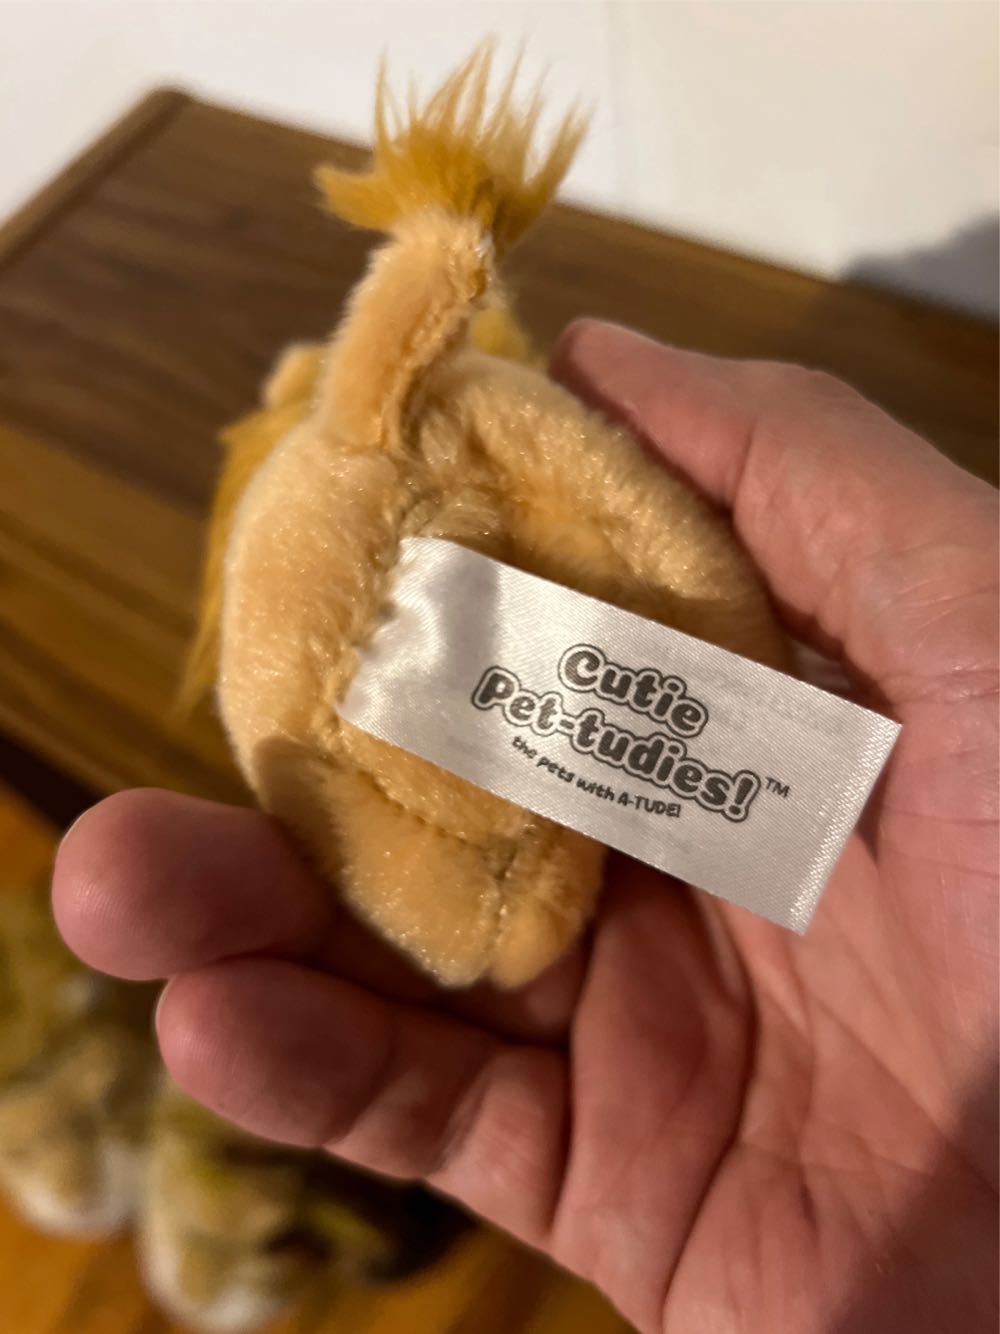 Cutie
Pet-tudies!™
the pets with A-TUDE!